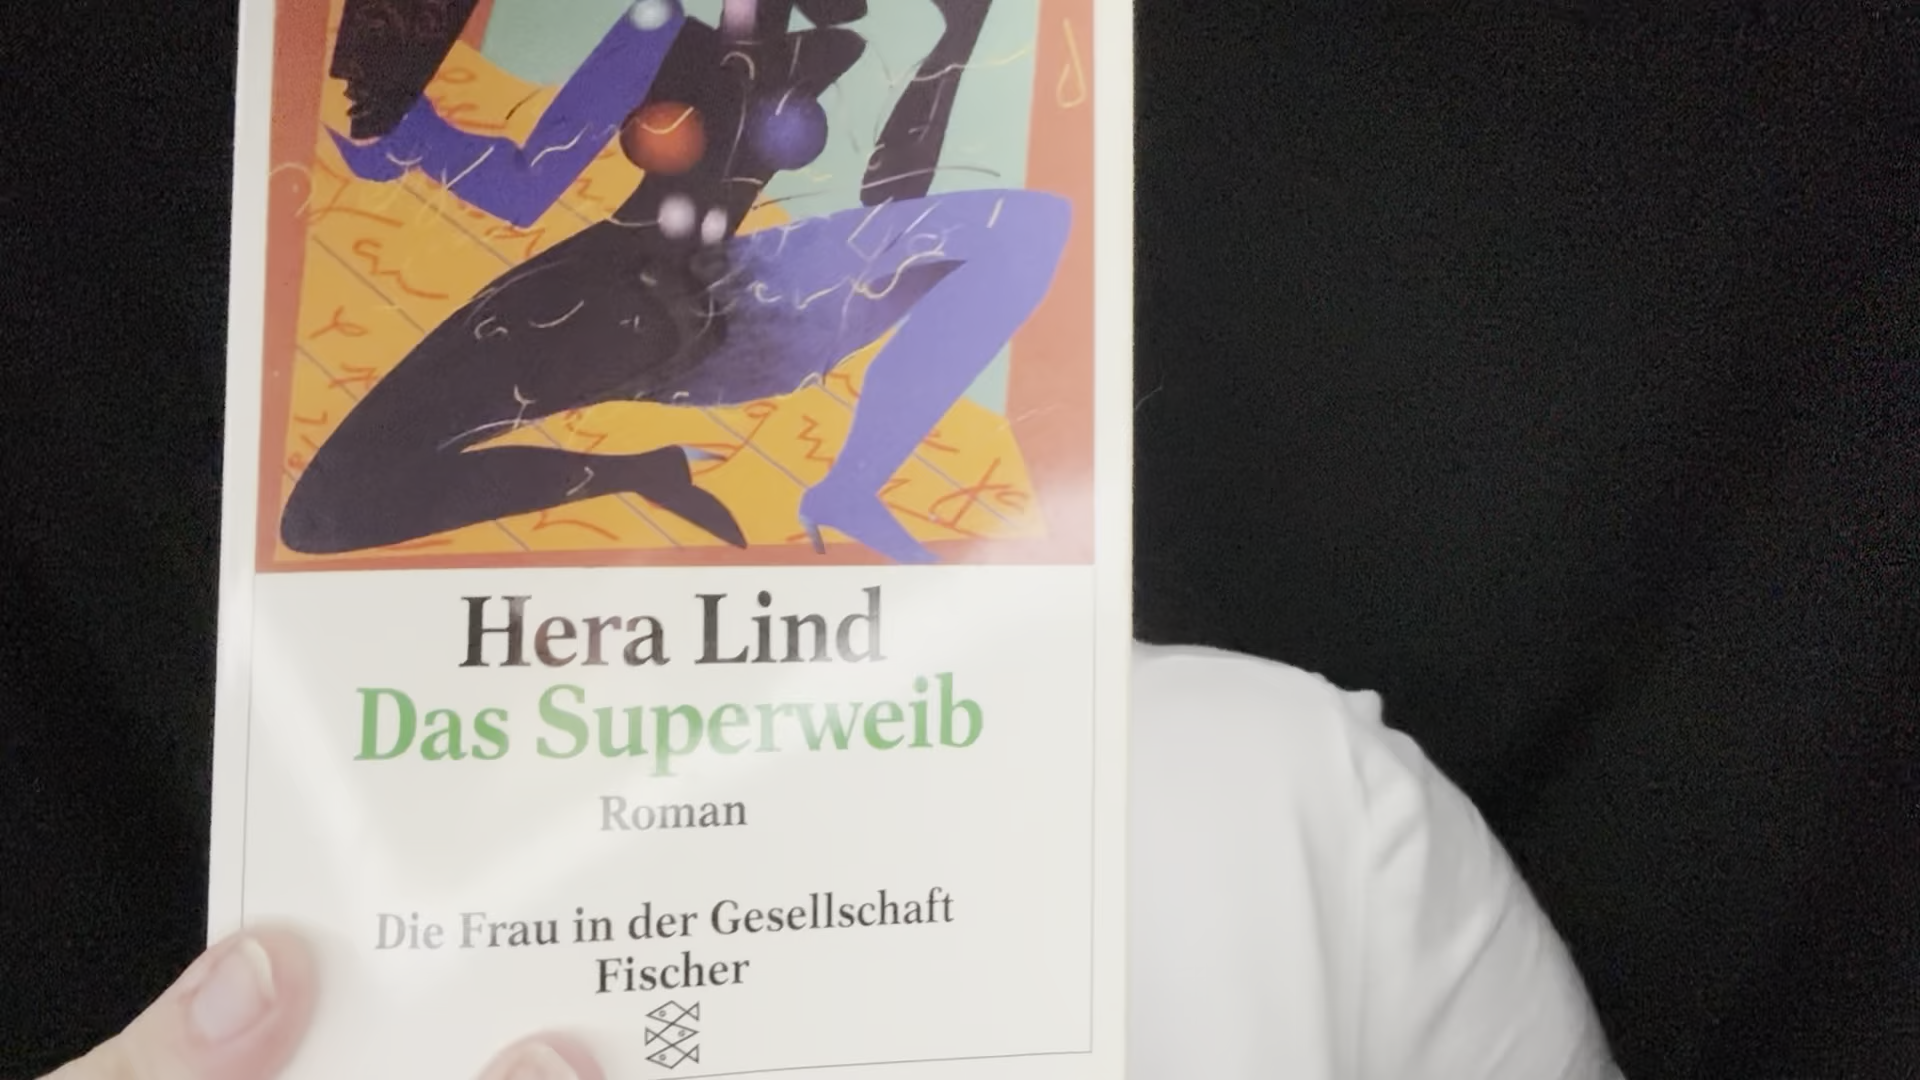 Hera Lind
Das Superweib
Roman
Die Frau in der Gesellschaft
Fischer